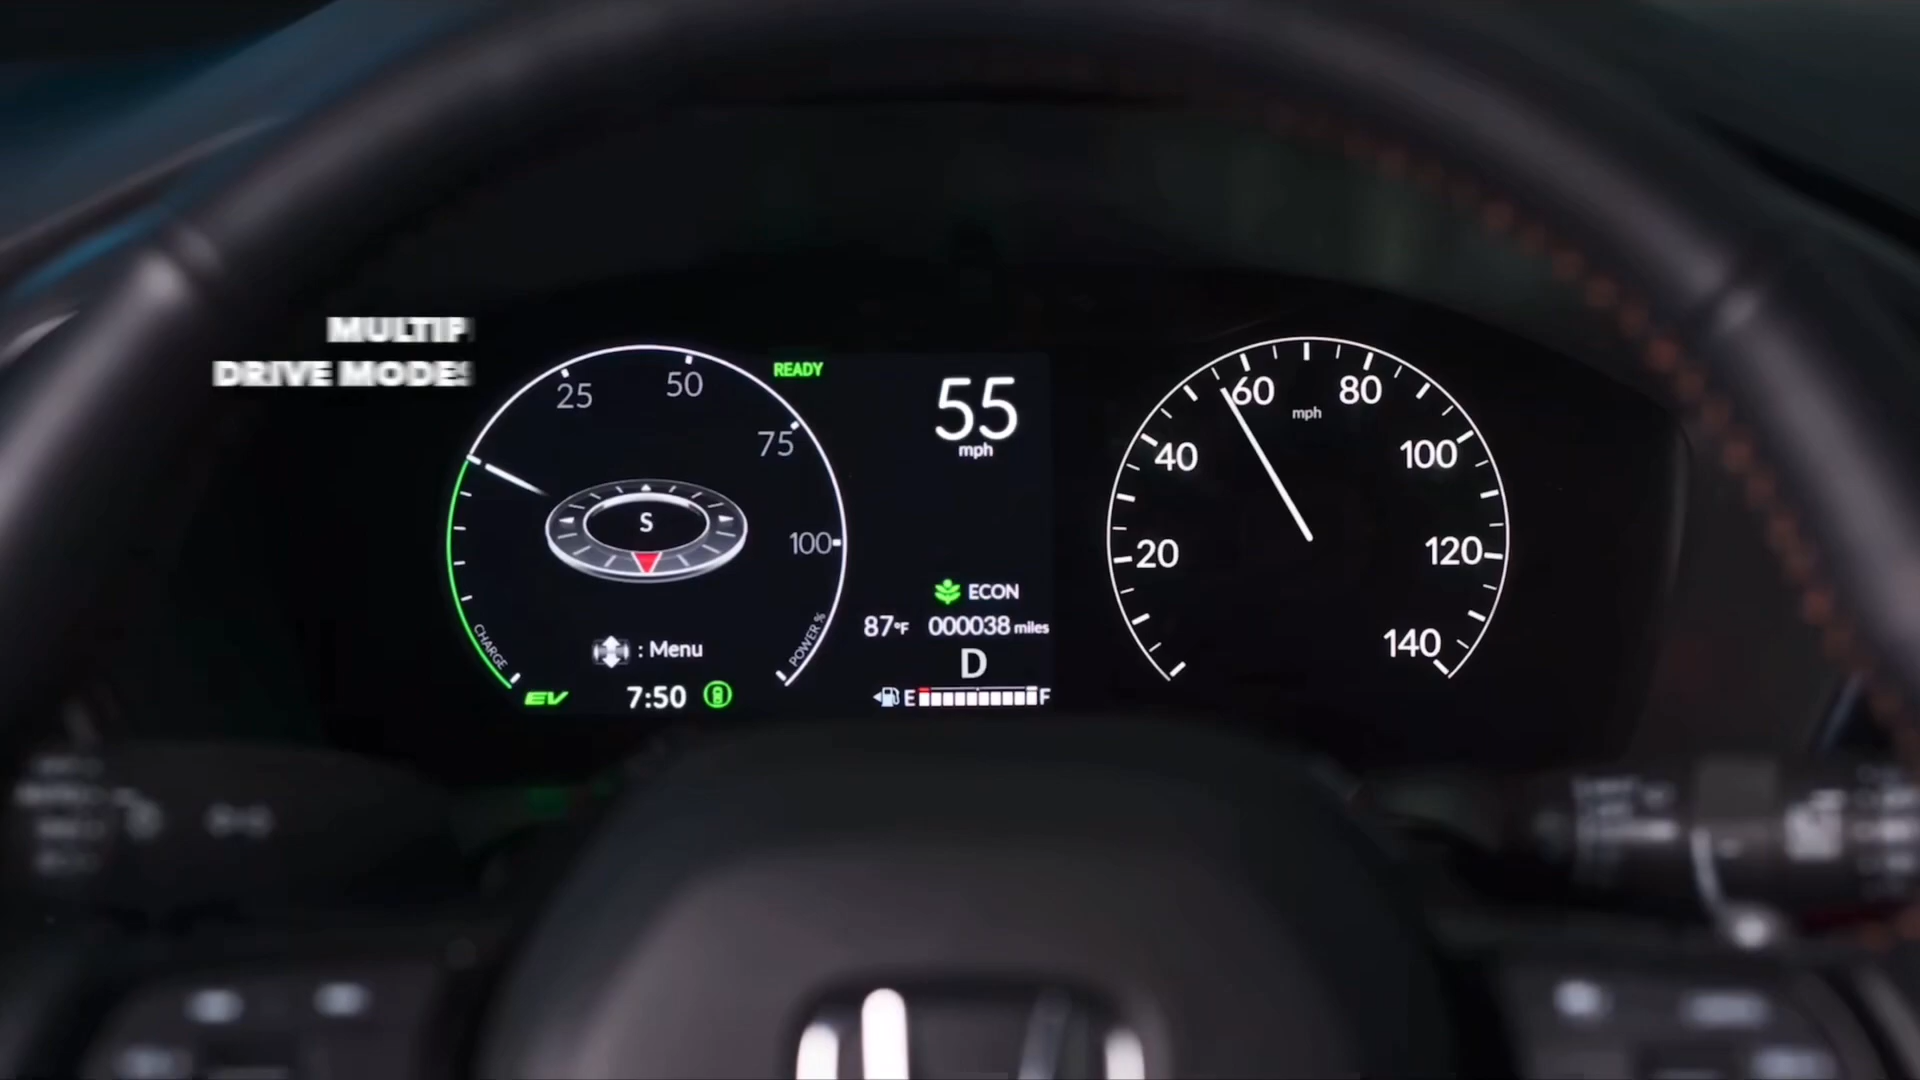 MULTIP
DRIVE MODES
25
50
75
100
READY
CHARGE
POWER %
S
: Menu
EV
7:50
55
mph
ECON
87°F
000038 miles
D
E
F
20
40
60
80
100
120
140
mph